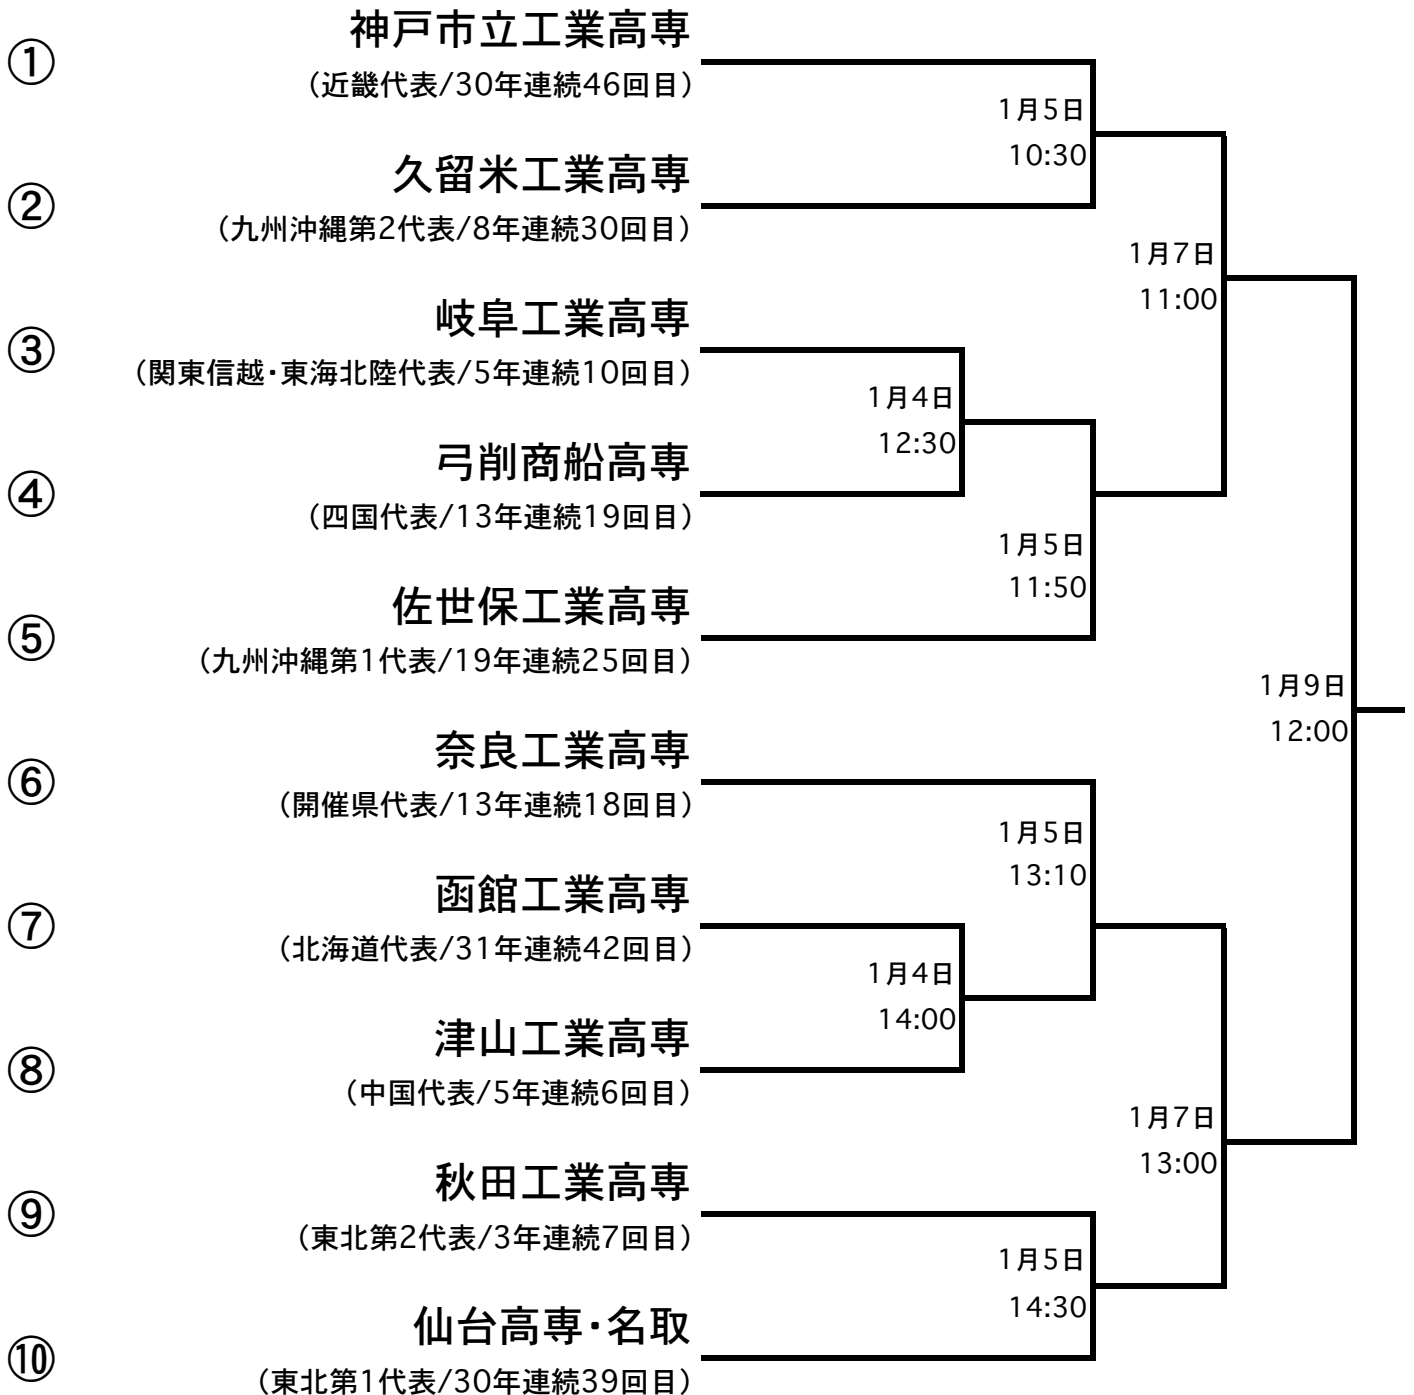 神戸市立工業高専
①
(近畿代表/30年連続46回目)
1月5日
10:30
久留米工業高専
②
(九州沖縄第2代表/8年連続30回目)
1月7日
11:00
岐阜工業高専
③
(関東信越・東海北陸代表/5年連続10回目)
1月4日
12:30
弓削商船高専
④
(四国代表/13年連続19回目)
1月5日
11:50
佐世保工業高専
⑤
(九州沖縄第1代表/19年連続25回目)
1月9日
12:00
奈良工業高専
⑥
(開催県代表/13年連続18回目)
1月5日
13:10
函館工業高専
⑦
(北海道代表/31年連続42回目)
1月4日
14:00
津山工業高専
⑧
(中国代表/5年連続6回目)
1月7日
13:00
秋田工業高専
⑨
(東北第2代表/3年連続7回目)
1月5日
14:30
仙台高専・名取
⑩
(東北第1代表/30年連続39回目)